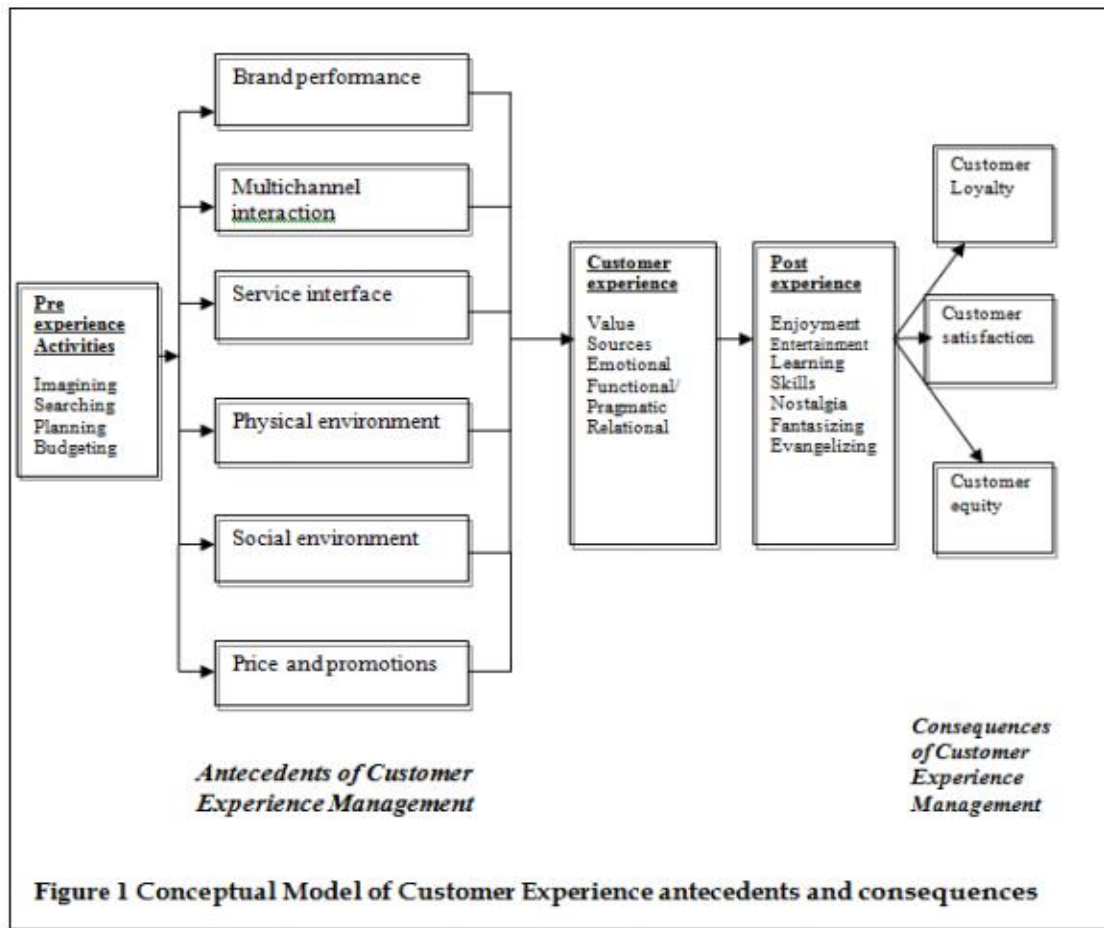 Brand performance
Multichannel
interaction
Service interface
Physical environment
Social environment
Price and promotions
Pre
experience
Activities
Imagining
Searching
Planning
Budgeting
Customer
experience
Value
Sources
Emotional
Functional/
Pragmatic
Relational
Post
experience
Enjoyment
Entertainment
Learning
Skills
Nostalgia
Fantasizing
Evangelizing
Customer
Loyalty
Customer
satisfaction
Customer
equity
Antecedents of Customer
Experience Management
Consequences
of Customer
Experience
Management
Figure 1 Conceptual Model of Customer Experience antecedents and consequences